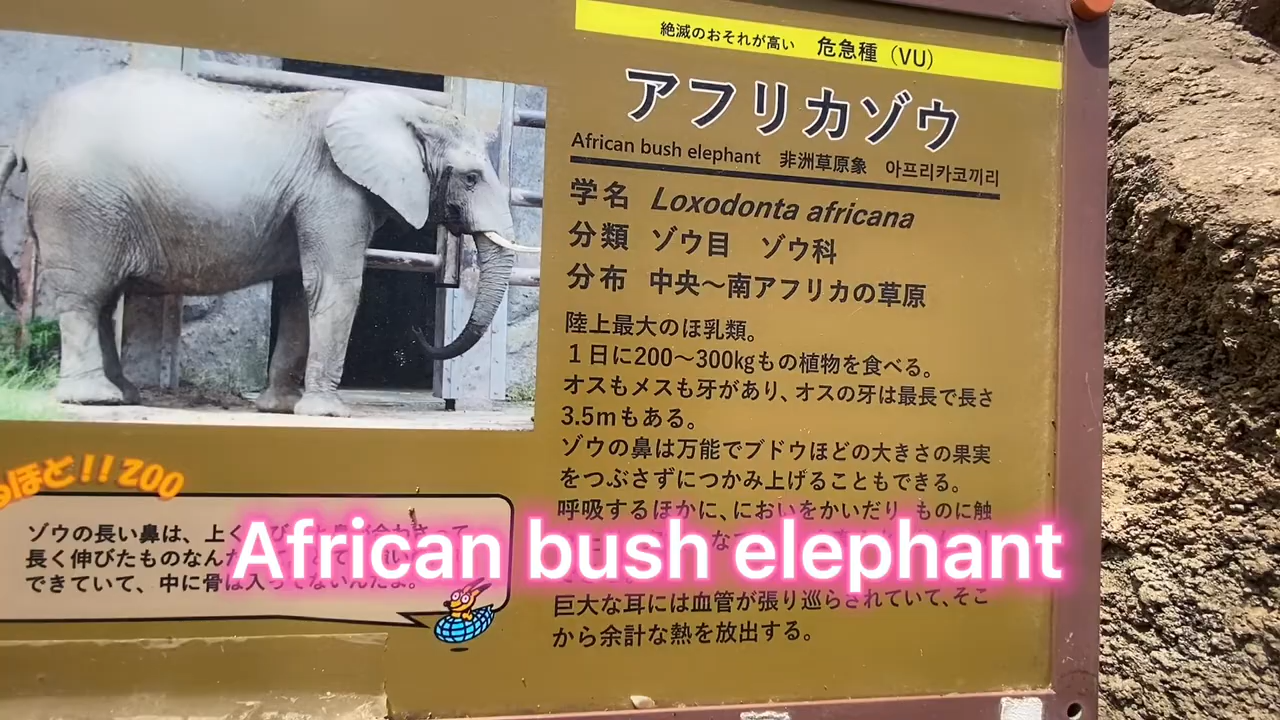 絶滅のおそれが高い 危急種（VU）
アフリカゾウ
African bush elephant 非洲草原象 아프리카코끼리
学名 Loxodonta africana
分類 ゾウ目 ゾウ科
分布 中央～南アフリカの草原
陸上最大のほ乳類。
１日に200～300kgもの植物を食べる。
オスもメスも牙があり、オスの牙は最長で長さ
3.5mもある。
ゾウの鼻は万能でブドウほどの大きさの果実
をつぶさずにつかみ上げることもできる。
呼吸するほかに、においをかいだり、ものに触
巨大な耳には血管が張り巡らされていて、そこ
から余計な熱を放出する。
るほど!!ZOO
ゾウの長い鼻は、上く
長く伸びたものなんだ
できていて、中に骨は入ってないんだよ。
African bush elephant